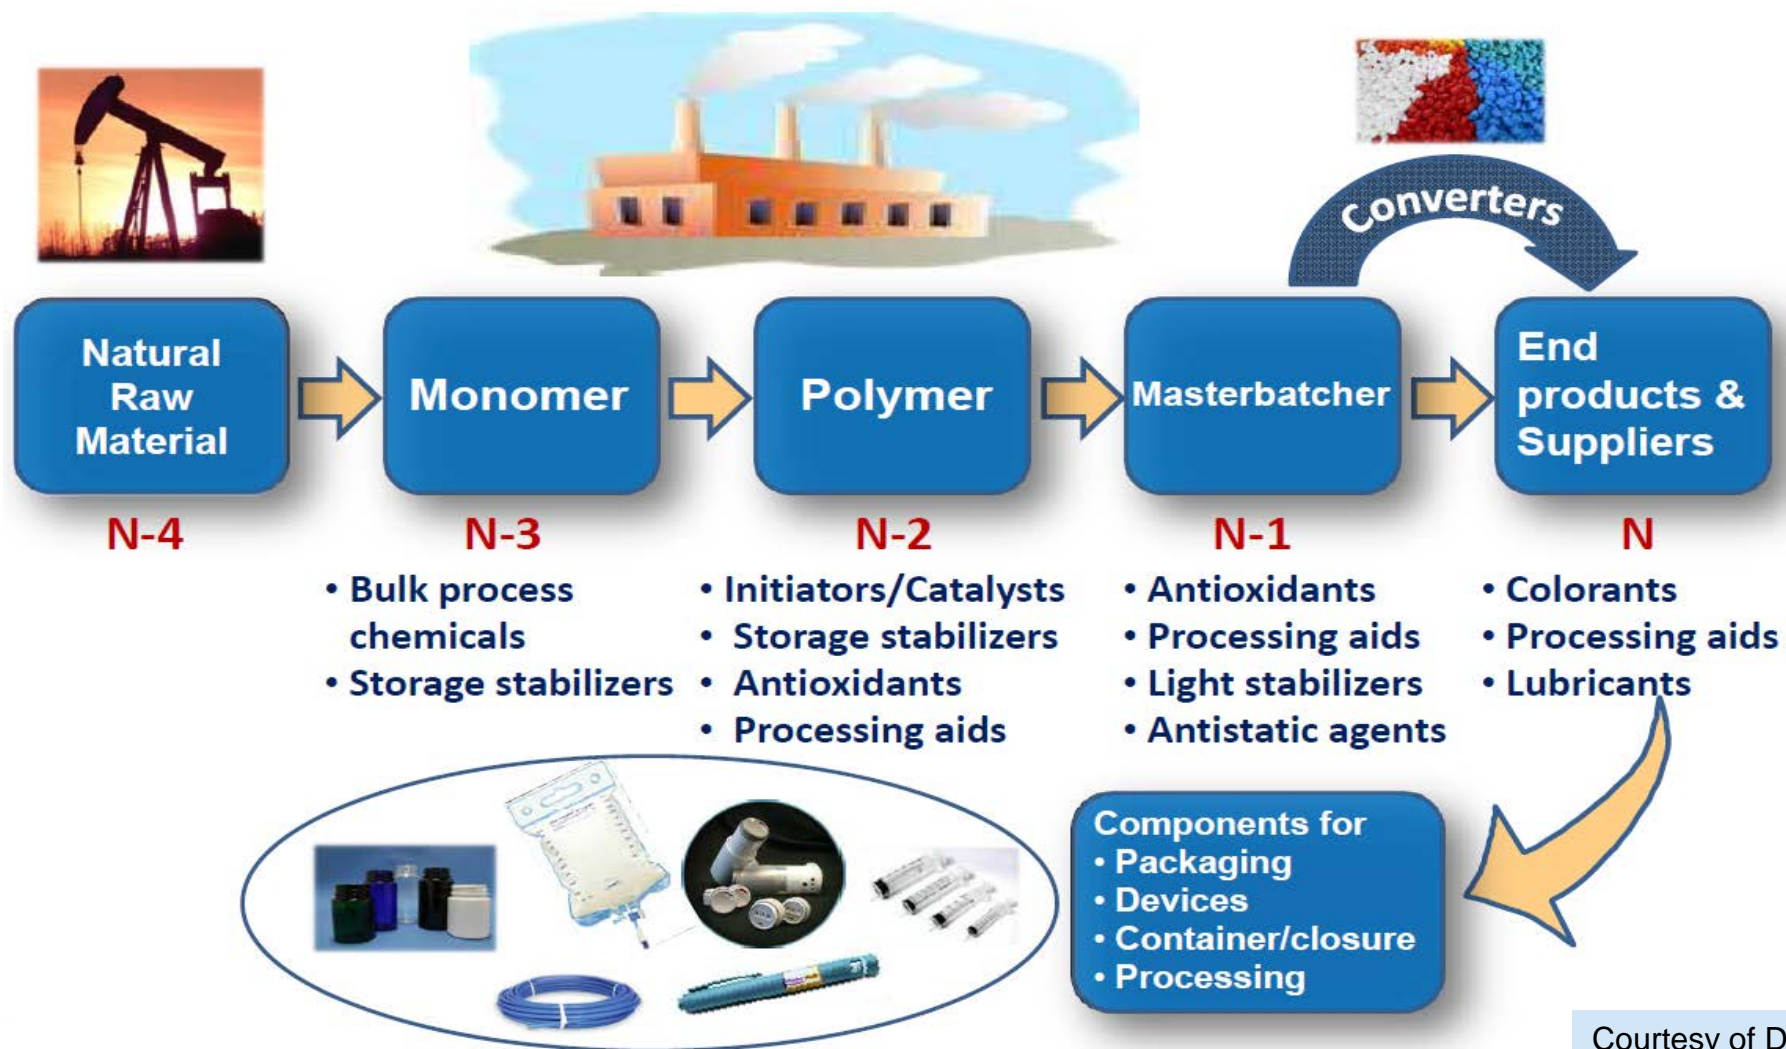 Converters
Natural
Raw
Material
Monomer
Polymer
Masterbatcher
End
products &
Suppliers
N-4
N-3
N-2
N-1
N
• Bulk process
chemicals
• Storage stabilizers
• Initiators/Catalysts
• Storage stabilizers
• Antioxidants
• Processing aids
• Antioxidants
• Processing aids
• Light stabilizers
• Antistatic agents
• Colorants
• Processing aids
• Lubricants
Components for
• Packaging
• Devices
• Container/closure
• Processing
Courtesy of D